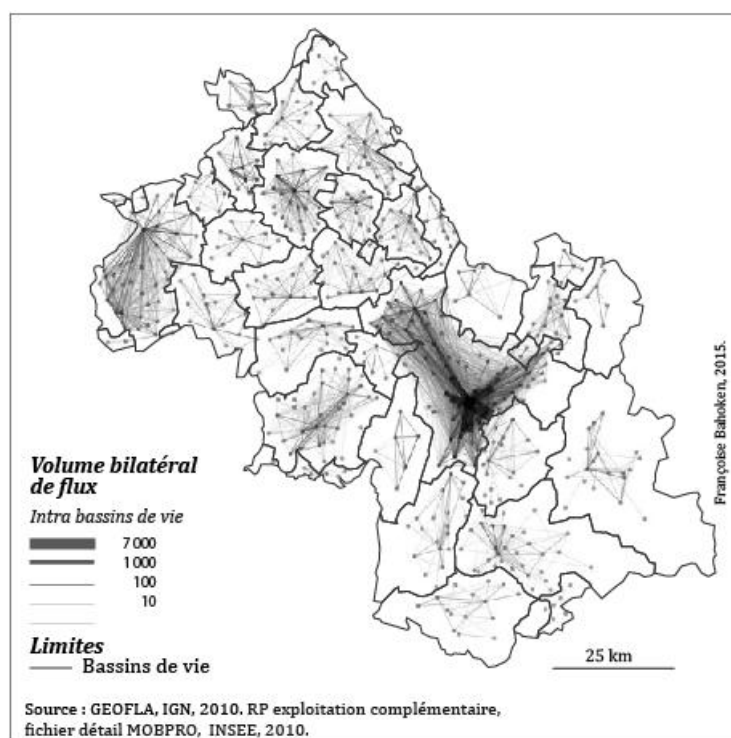 Françoise Bahoken, 2015.
Volume bilatéral
de flux
Intra bassins de vie
7 000
1 000
100
10
Limites
Bassins de vie
25 km
Source : GEOFLA, IGN, 2010. RP exploitation complémentaire,
fichier détail MOBPRO, INSEE, 2010.